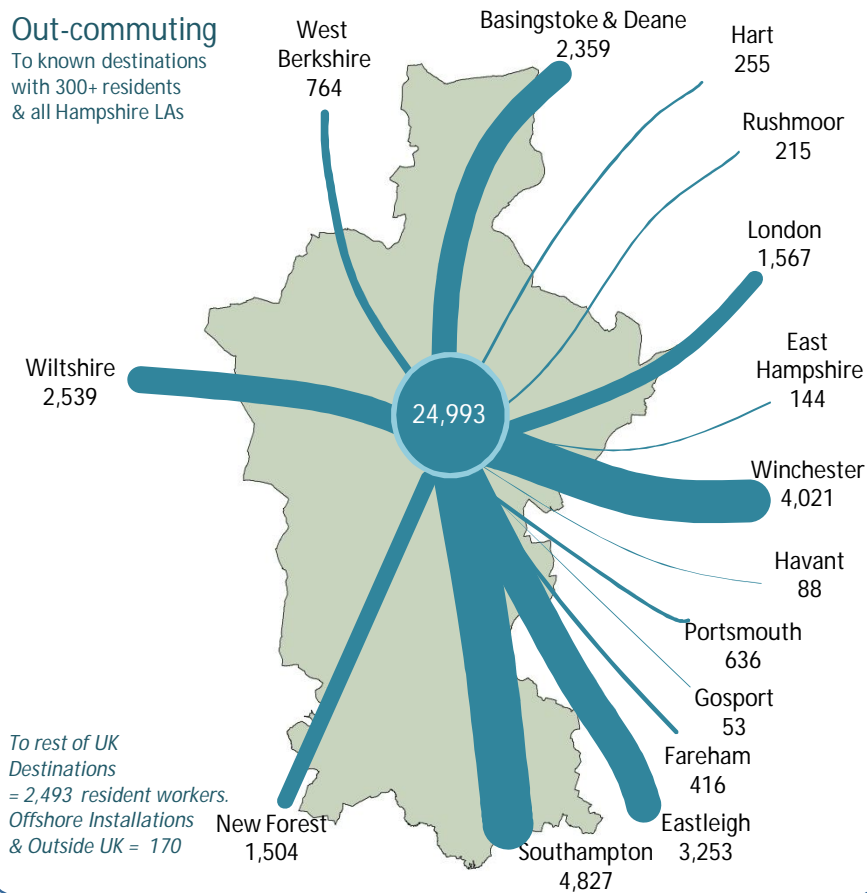 Out-commuting
To known destinations
with 300+ residents
& all Hampshire LAs
West
Berkshire
764
Basingstoke & Deane
2,359
Hart
255
Rushmoor
215
London
1,567
East
Hampshire
144
Wiltshire
2,539
24,993
Winchester
4,021
Havant
88
Portsmouth
636
Gosport
53
Fareham
416
Eastleigh
3,253
Southampton
4,827
New Forest
1,504
To rest of UK
Destinations
= 2,493 resident workers.
Offshore Installations
& Outside UK = 170